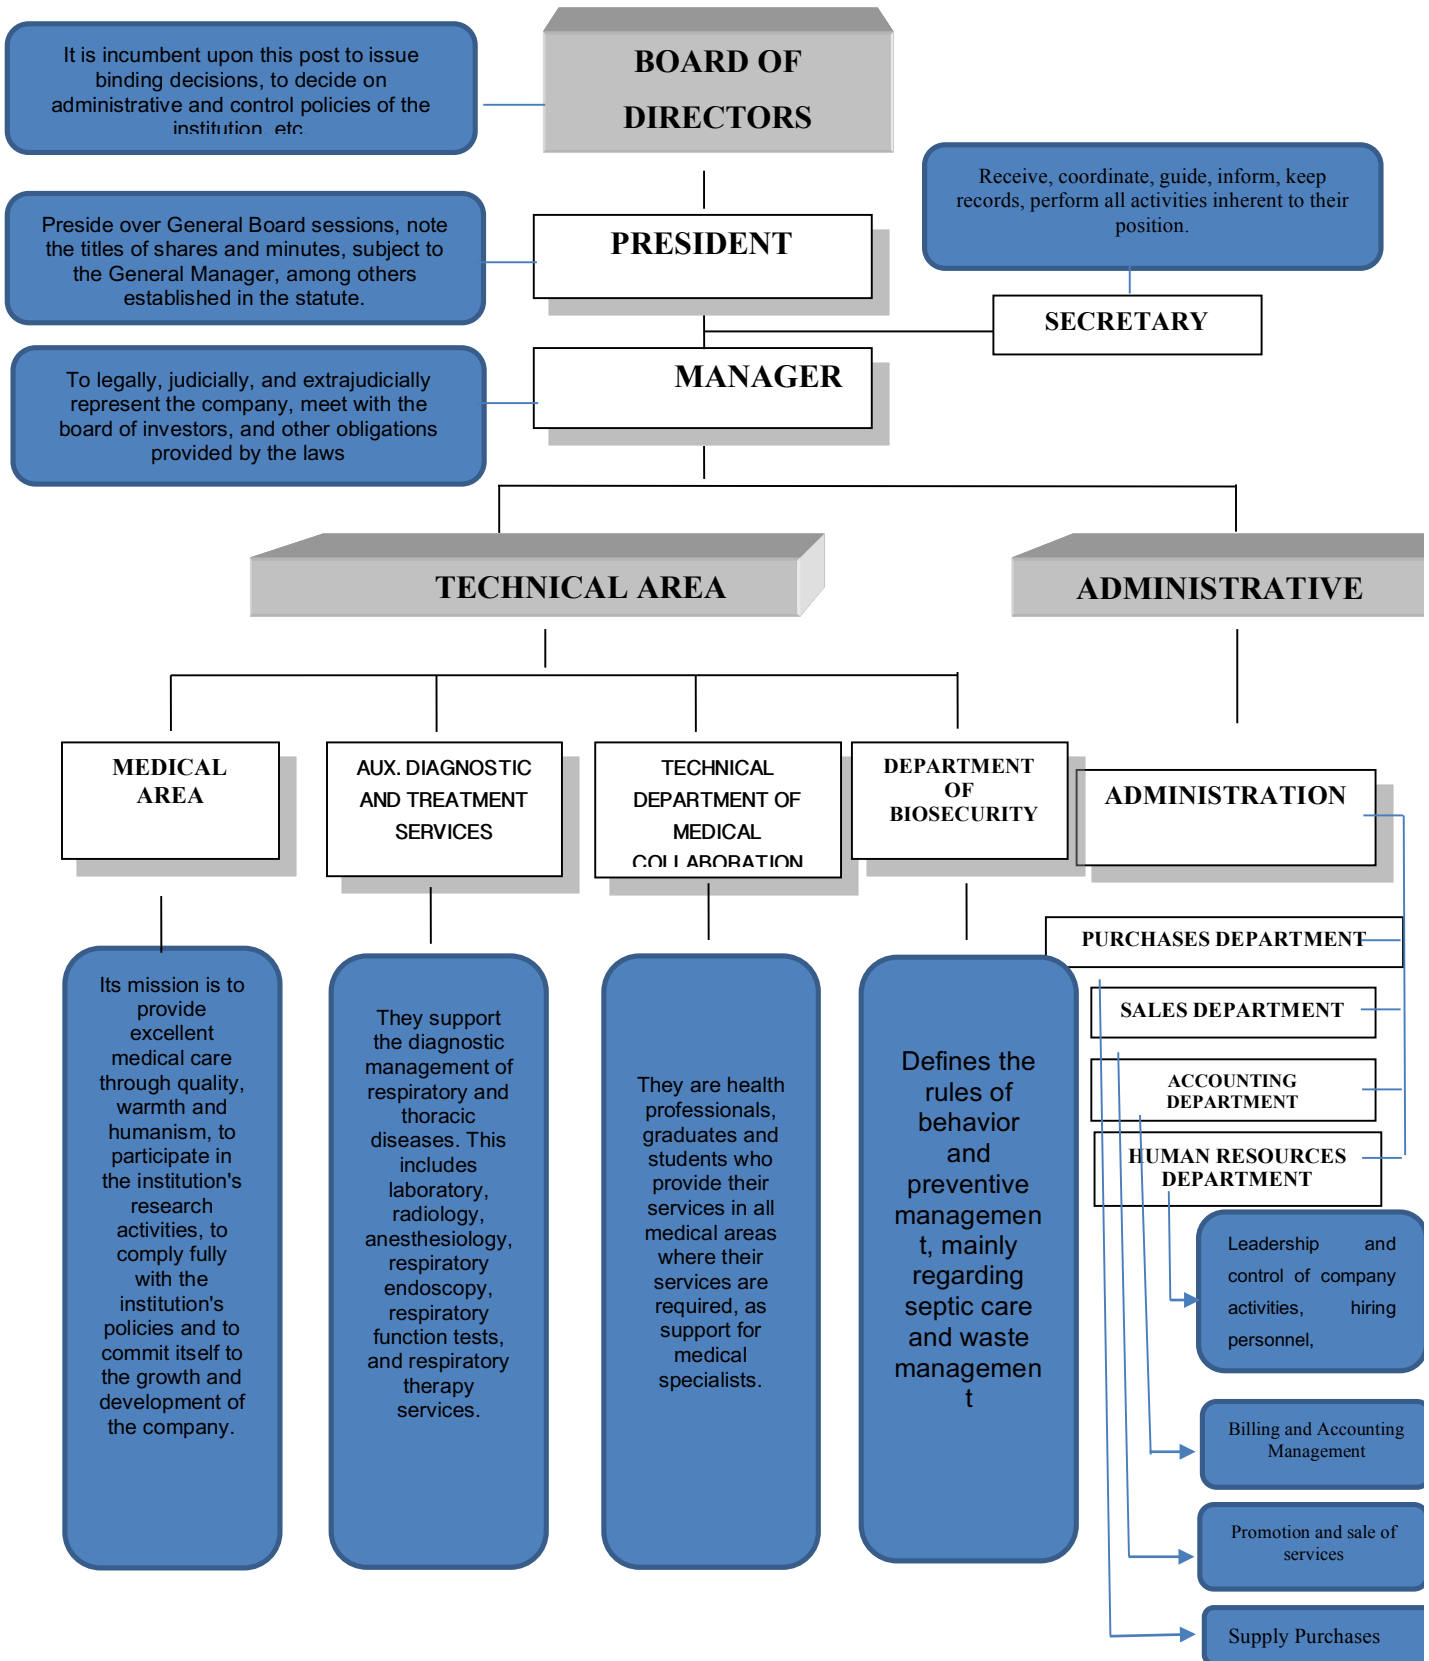 It is incumbent upon this post to issue
binding decisions, to decide on
administrative and control policies of the
institution, etc.
BOARD OF
DIRECTORS
Receive, coordinate, guide, inform, keep
records, perform all activities inherent to their
position.
Preside over General Board sessions, note
the titles of shares and minutes, subject to
the General Manager, among others
established in the statute.
PRESIDENT
SECRETARY
To legally, judicially, and extrajudicially
represent the company, meet with the
board of investors, and other obligations
provided by the laws
MANAGER
TECHNICAL AREA
ADMINISTRATIVE
MEDICAL
AREA
AUX. DIAGNOSTIC
AND TREATMENT
SERVICES
TECHNICAL
DEPARTMENT OF
MEDICAL
COLLABORATION
DEPARTMENT
OF
BIOSECURITY
ADMINISTRATION
PURCHASES DEPARTMENT
SALES DEPARTMENT
ACCOUNTING
DEPARTMENT
HUMAN RESOURCES
DEPARTMENT
Its mission is to
provide
excellent
medical care
through quality,
warmth and
humanism, to
participate in
the institution's
research
activities, to
comply fully
with the
institution's
policies and to
commit itself to
the growth and
development of
the company.
They support
the diagnostic
management of
respiratory and
thoracic
diseases. This
includes
laboratory,
radiology,
anesthesiology,
respiratory
endoscopy,
respiratory
function tests,
and respiratory
therapy
services.
They are health
professionals,
graduates and
students who
provide their
services in all
medical areas
where their
services are
required, as
support for
medical
specialists.
Defines the
rules of
behavior
and
preventive
managemen
t, mainly
regarding
septic care
and waste
managemen
t
Leadership and
control of company
activities, hiring
personnel,
Billing and Accounting
Management
Promotion and sale of
services
Supply Purchases